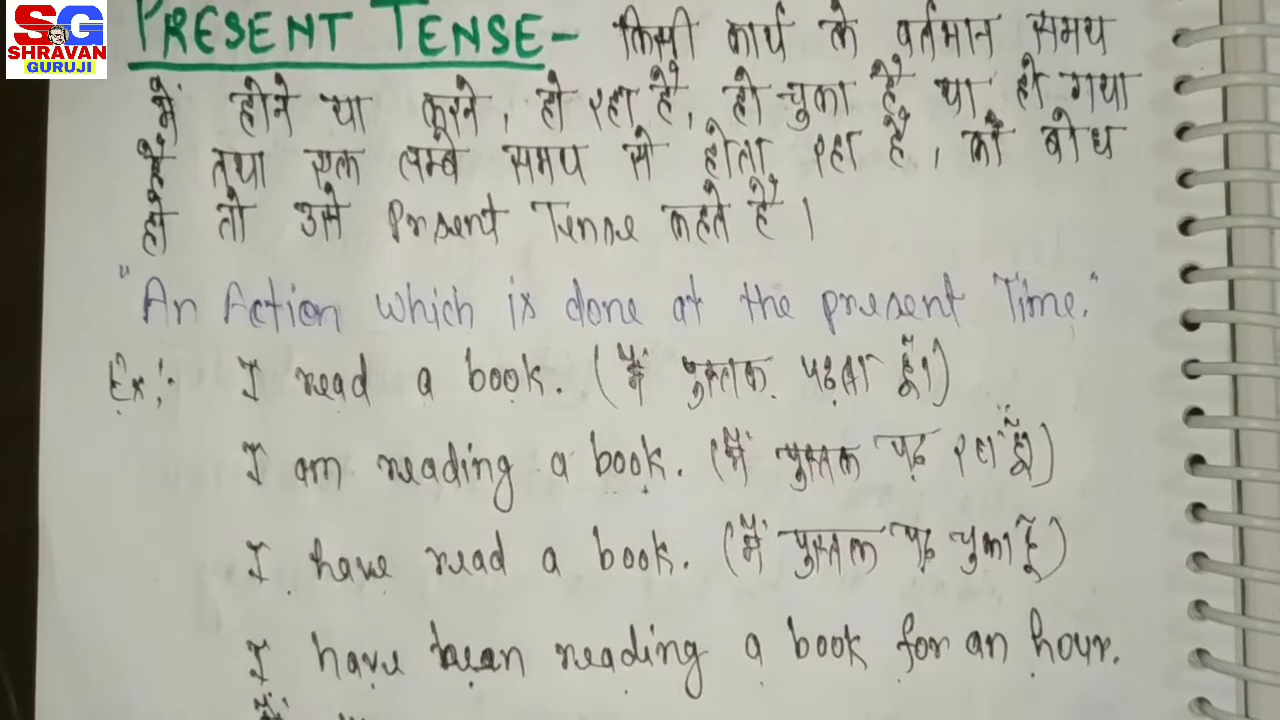 SG
SHRAVAN
GURUJI
PRESENT TENSE- किसी कार्य के वर्तमान समय
में होने या करने, हो रहा है, हो चुका है या हो गया
है तथा एक लम्बे समय से होता रहा है, का बोध
हो तो उसे Present Tense कहते है।
"An Action which is done at the present Time."
Ex:- I read a book. (मैं पुस्तक पढ़ता हूँ।)
I am reading a book. (मैं पुस्तक पढ़ रहा हूँ।)
I have read a book. (मैं पुस्तक पढ़ चुका हूँ)
I have been reading a book for an hour.